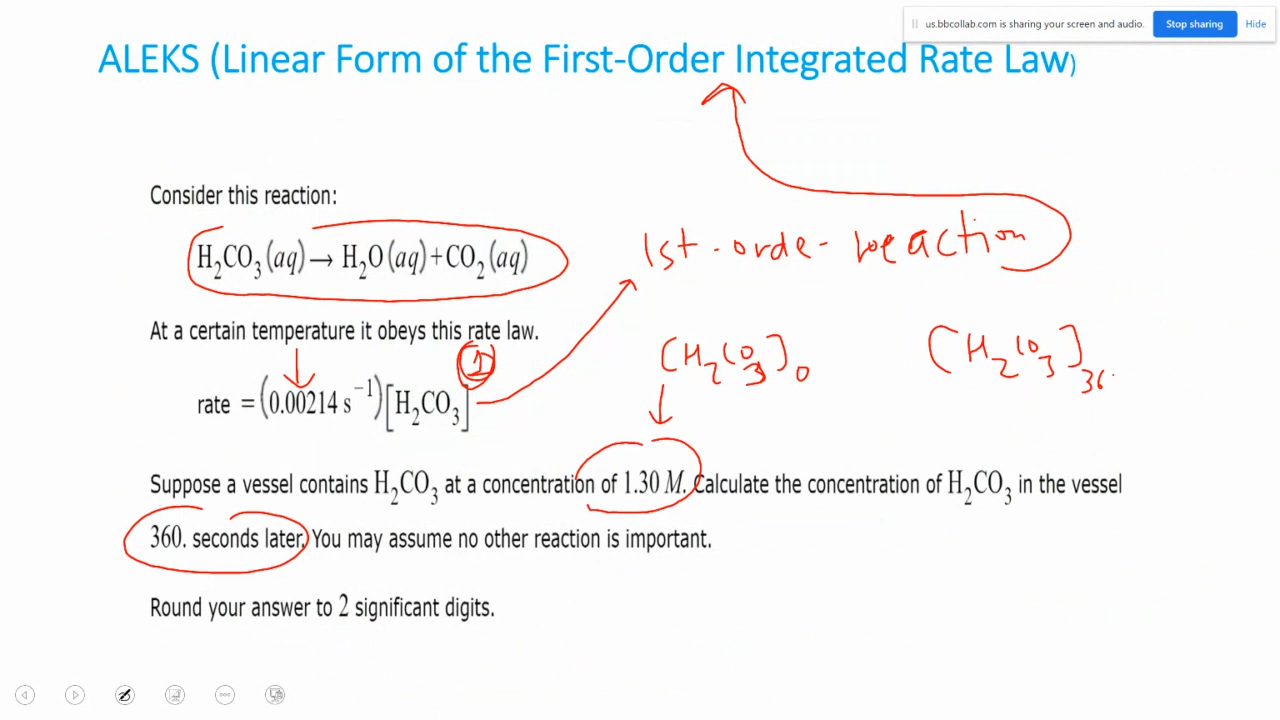 us.bbcollab.com is sharing your screen and audio. Stop sharing Hide
ALEKS (Linear Form of the First-Order Integrated Rate Law)
Consider this reaction:
1st-orde-reaction
H₂CO₃(aq)→H₂O(aq)+CO₂(aq)
At a certain temperature it obeys this rate law.
1
[H₂CO₃]₀ [H₂CO₃]₃₆
rate = (0.00214 s⁻¹)[H₂CO₃]
Suppose a vessel contains H₂CO₃ at a concentration of 1.30 M. Calculate the concentration of H₂CO₃ in the vessel
360. seconds later. You may assume no other reaction is important.
Round your answer to 2 significant digits.